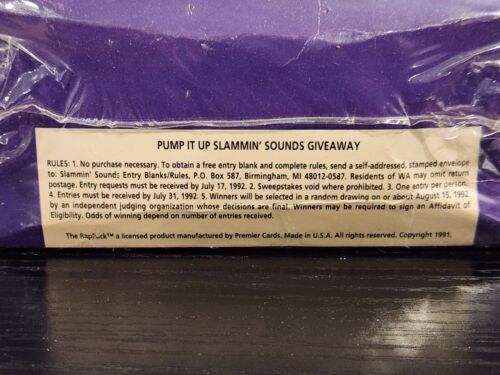 PUMP IT UP SLAMMIN' SOUNDS GIVEAWAY
RULES: 1. No purchase necessary. To obtain a free entry blank and complete rules, send a self-addressed, stamped envelope
to: Slammin' Sounds Entry Blanks/Rules, P.O. Box 587, Birmingham, MI 48012-0587. Residents of WA may omit return
postage. Entry requests must be received by July 17, 1992. 2. Sweepstakes void where prohibited. 3. One entry per person.
4. Entries must be received by July 31, 1992. 5. Winners will be selected in a random drawing on or about August 15, 1992
by an independent judging organization whose decisions are final. Winners may be required to sign an Affidavit of
Eligibility. Odds of winning depend on number of entries received.
The RapPuck™ a licensed product manufactured by Premier Cards. Made in U.S.A. All rights reserved. Copyright 1991.